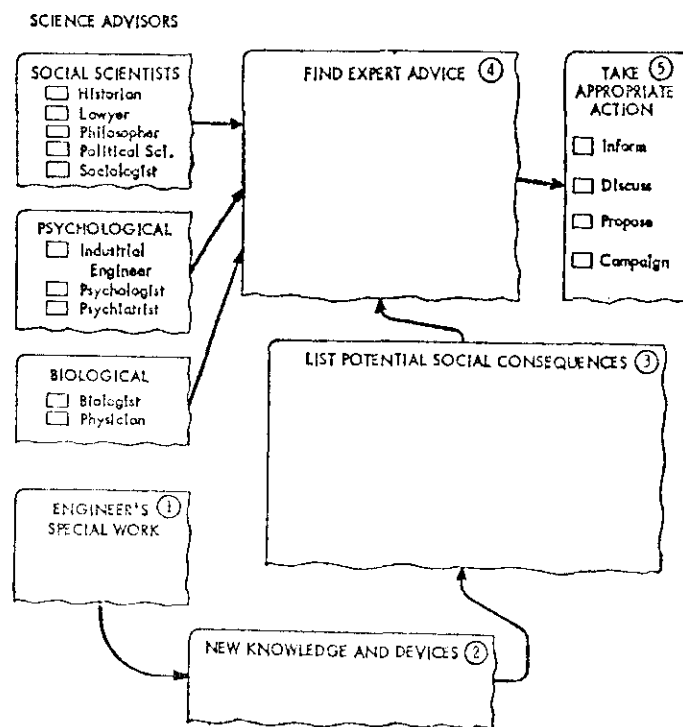 SCIENCE ADVISORS
SOCIAL SCIENTISTS
Historian
Lawyer
Philosopher
Political Sci.
Sociologist
PSYCHOLOGICAL
Industrial
Engineer
Psychologist
Psychiatrist
BIOLOGICAL
Biologist
Physician
ENGINEER'S 1
SPECIAL WORK
NEW KNOWLEDGE AND DEVICES 2
LIST POTENTIAL SOCIAL CONSEQUENCES 3
FIND EXPERT ADVICE 4
TAKE 5
APPROPRIATE
ACTION
Inform
Discuss
Propose
Campaign